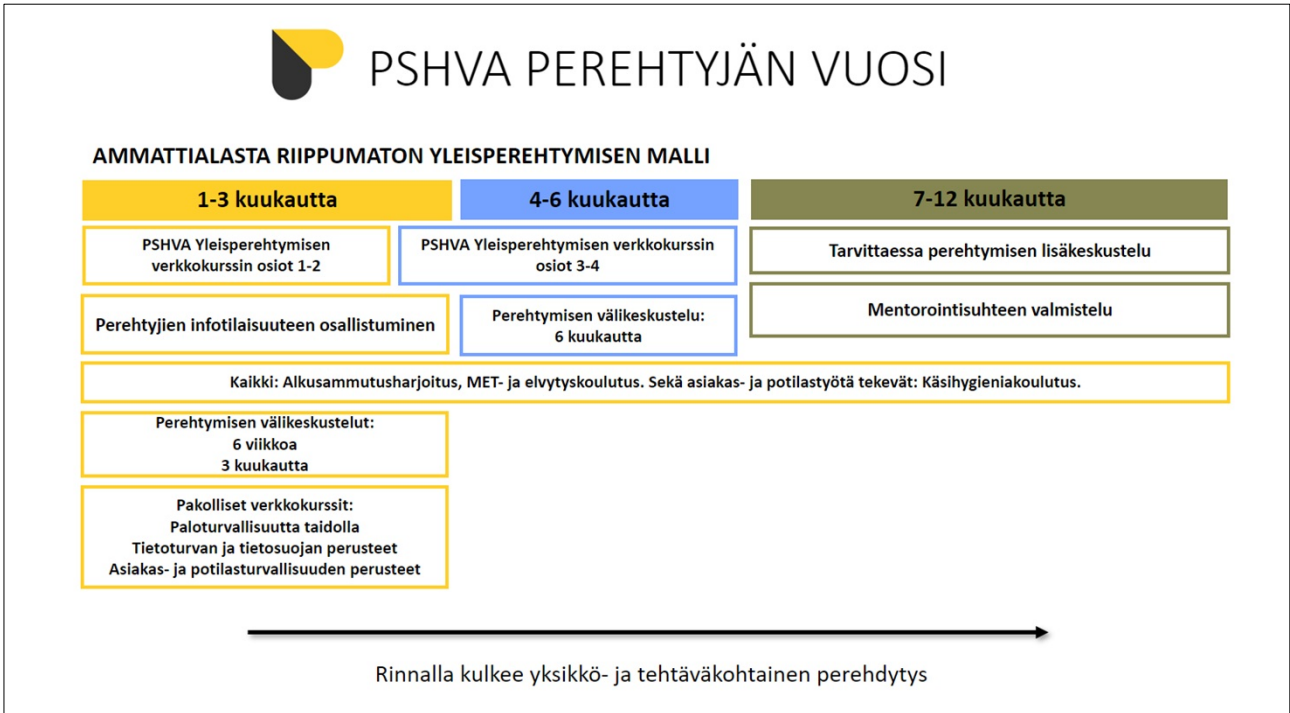 PSHVA PEREHTYJÄN VUOSI
AMMATTIALASTA RIIPPUMATON YLEISPEREHTYMISEN MALLI
1-3 kuukautta
4-6 kuukautta
7-12 kuukautta
PSHVA Yleisperehtymisen
verkkokurssin osiot 1-2
PSHVA Yleisperehtymisen verkkokurssin
osiot 3-4
Tarvittaessa perehtymisen lisäkeskustelu
Perehtyjien infotilaisuuteen osallistuminen
Perehtymisen välikeskustelu:
6 kuukautta
Mentorointisuhteen valmistelu
Kaikki: Alkusammutusharjoitus, MET- ja elvytyskoulutus. Sekä asiakas- ja potilastyötä tekevät: Käsihygieniakoulutus.
Perehtymisen välikeskustelut:
6 viikkoa
3 kuukautta
Pakolliset verkkokurssit:
Paloturvallisuutta taidolla
Tietoturvan ja tietosuojan perusteet
Asiakas- ja potilasturvallisuuden perusteet
Rinnalla kulkee yksikkö- ja tehtäväkohtainen perehdytys